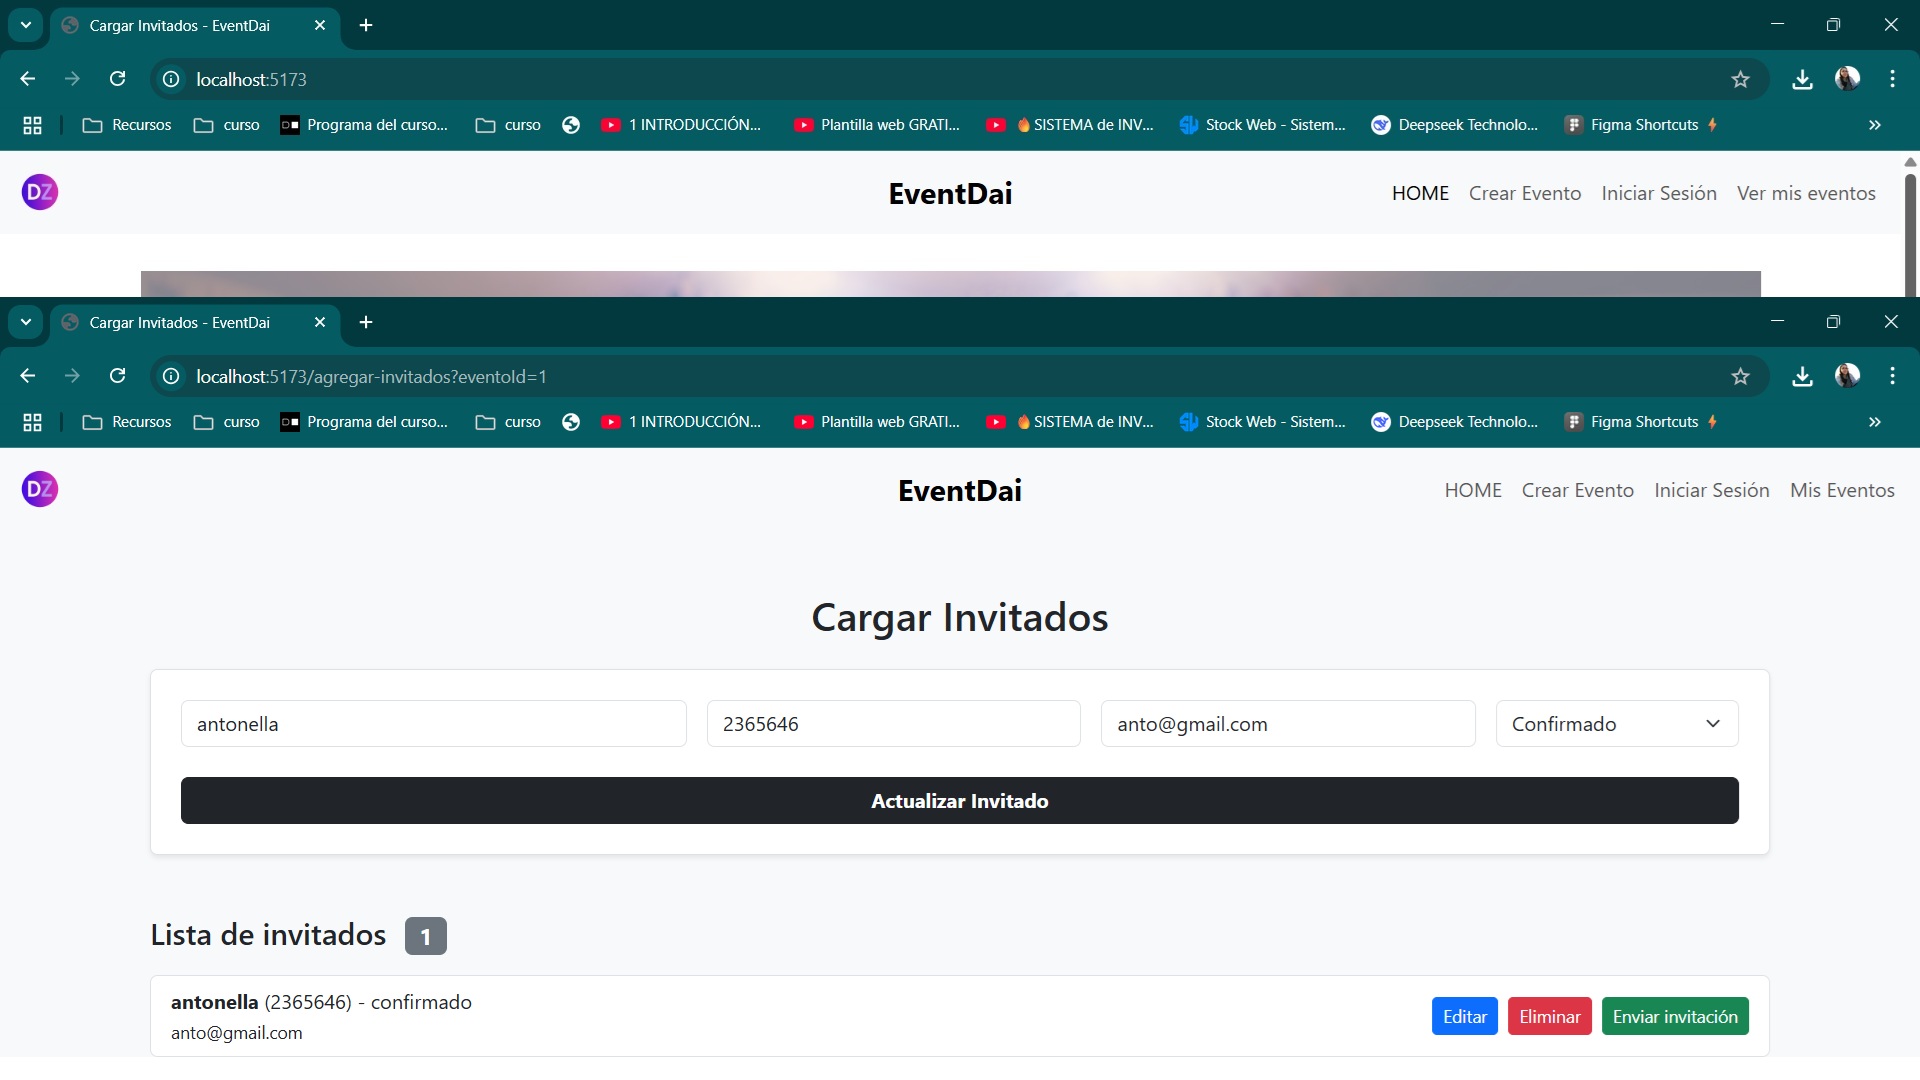 Cargar Invitados - EventDai
localhost:5173
Recursos curso Programa del curso... curso 1 INTRODUCCIÓN... Plantilla web GRATI... SISTEMA de INV... Stock Web - Sistem... Deepseek Technolo... Figma Shortcuts
DZ EventDai HOME Crear Evento Iniciar Sesión Ver mis eventos
Cargar Invitados - EventDai
localhost:5173/agregar-invitados?eventoId=1
Recursos curso Programa del curso... curso 1 INTRODUCCIÓN... Plantilla web GRATI... SISTEMA de INV... Stock Web - Sistem... Deepseek Technolo... Figma Shortcuts
DZ EventDai HOME Crear Evento Iniciar Sesión Mis Eventos
Cargar Invitados
antonella 2365646 anto@gmail.com Confirmado
Actualizar Invitado
Lista de invitados 1
antonella (2365646) - confirmado
anto@gmail.com
Editar Eliminar Enviar invitación